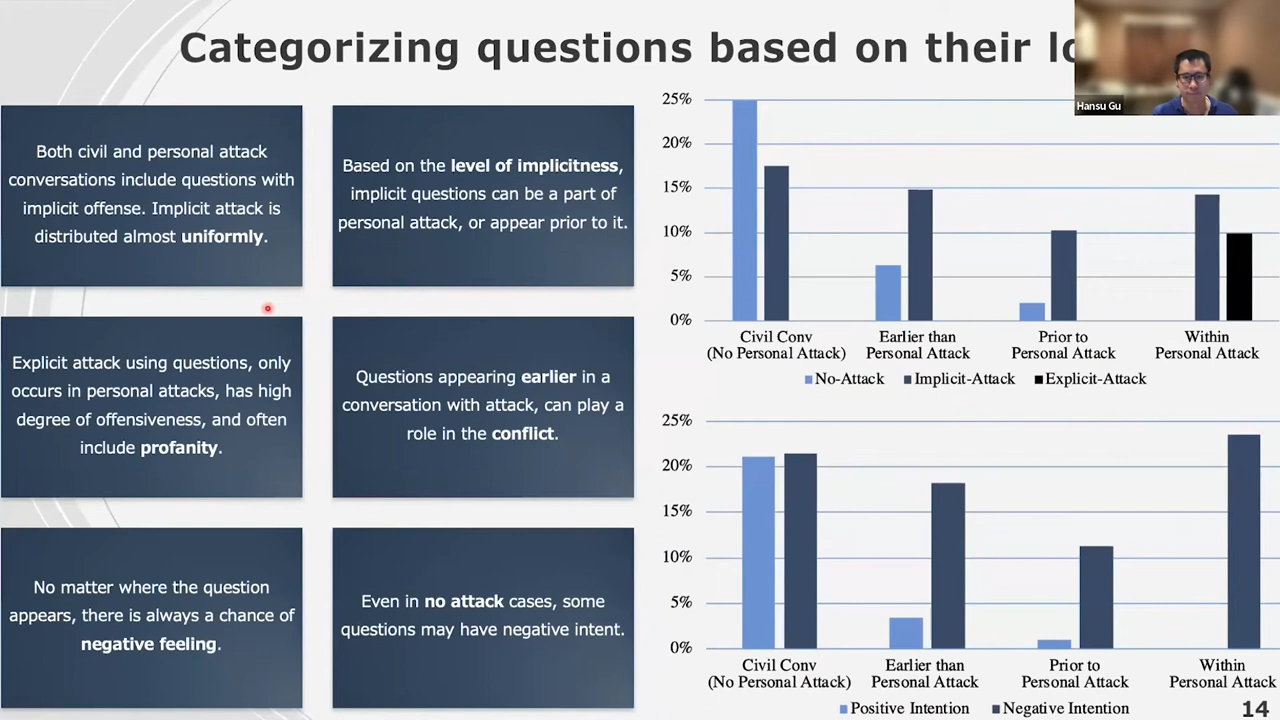 Categorizing questions based on their
Hansu Gu
Both civil and personal attack
conversations include questions with
implicit offense. Implicit attack is
distributed almost uniformly.
Based on the level of implicitness,
implicit questions can be a part of
personal attack, or appear prior to it.
Explicit attack using questions, only
occurs in personal attacks, has high
degree of offensiveness, and often
include profanity.
Questions appearing earlier in a
conversation with attack, can play a
role in the conflict.
No matter where the question
appears, there is always a chance of
negative feeling.
Even in no attack cases, some
questions may have negative intent.
25%
20%
15%
10%
5%
0%
Civil Conv
(No Personal Attack)
Earlier than
Personal Attack
Prior to
Personal Attack
Within
Personal Attack
No-Attack
Implicit-Attack
Explicit-Attack
25%
20%
15%
10%
5%
0%
Civil Conv
(No Personal Attack)
Earlier than
Personal Attack
Prior to
Personal Attack
Within
Personal Attack
Positive Intention
Negative Intention
14